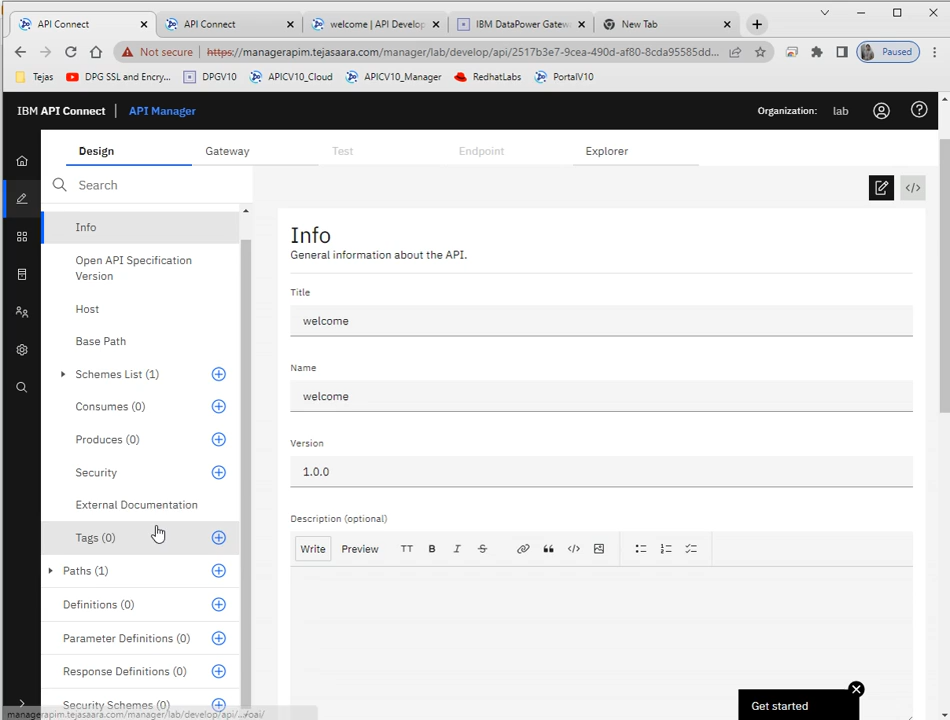 API Connect
API Connect
welcome | API Develop
IBM DataPower Gatew
New Tab
Not secure
https://managerapim.tejasaara.com/manager/lab/develop/api/2517b3e7-9cea-490d-af80-8cda95585dd...
Paused
Tejas
DPG SSL and Encry...
DPGV10
APICV10_Cloud
APICV10_Manager
RedhatLabs
PortalV10
IBM API Connect
API Manager
Organization:
lab
Design
Gateway
Test
Endpoint
Explorer
Search
Info
Open API Specification
Version
Host
Base Path
Schemes List (1)
Consumes (0)
Produces (0)
Security
External Documentation
Tags (0)
Paths (1)
Definitions (0)
Parameter Definitions (0)
Response Definitions (0)
Security Schemes (0)
managerapim.tejasaara.com/manager/lab/develop/api/.../oai/
Info
General information about the API.
Title
welcome
Name
welcome
Version
1.0.0
Description (optional)
Write
Preview
TT
B
I
S
Get started